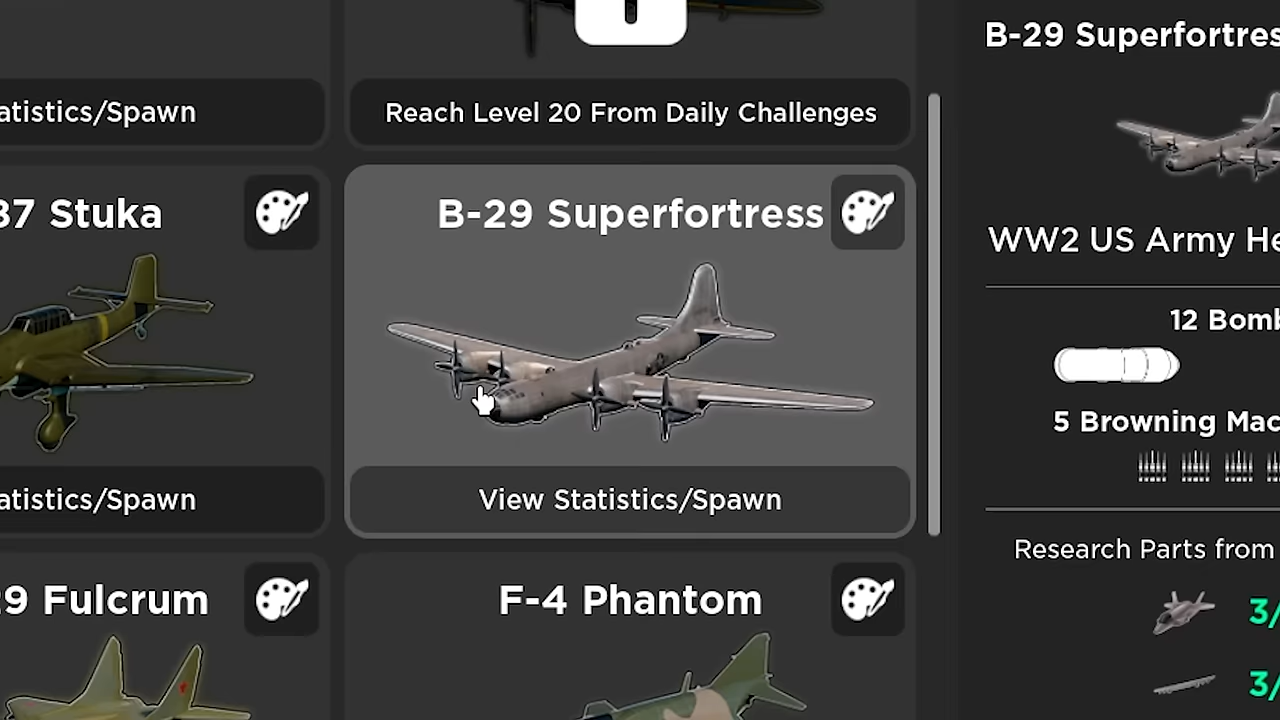 B-29 Superfortres
atistics/Spawn
Reach Level 20 From Daily Challenges
87 Stuka
B-29 Superfortress
WW2 US Army He
12 Bomb
5 Browning Mac
atistics/Spawn
View Statistics/Spawn
Research Parts from
9 Fulcrum
F-4 Phantom
3/
3/